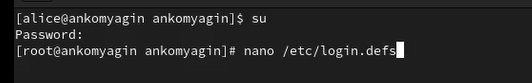 [alice@ankomyagin ankomyagin]$ su
Password:
[root@ankomyagin ankomyagin]# nano /etc/login.defs